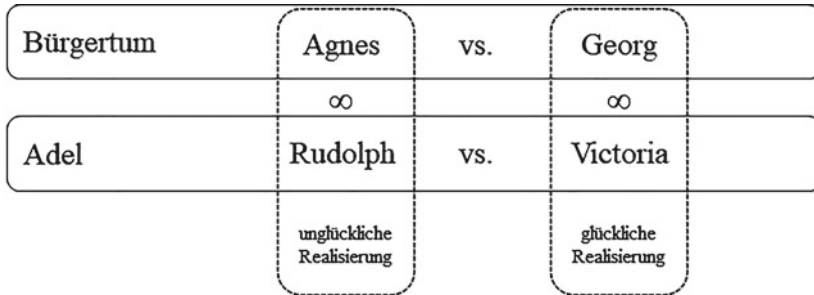 Bürgertum Agnes vs. Georg
∞ ∞
Adel Rudolph vs. Victoria
unglückliche glückliche
Realisierung Realisierung